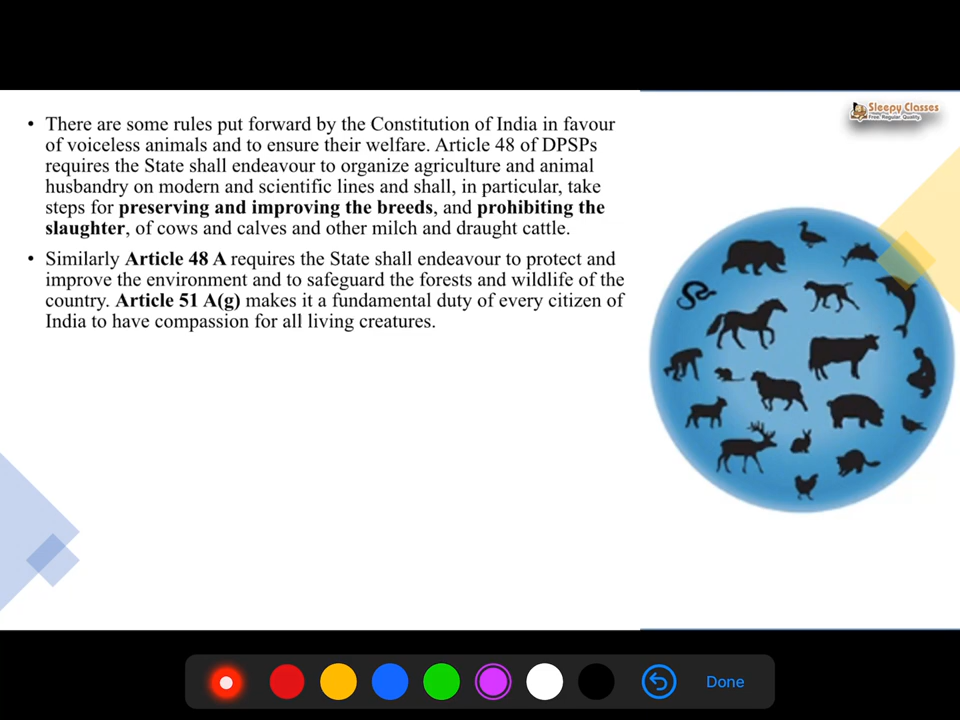 Sleepy Classes
Free. Regular. Quality.
• There are some rules put forward by the Constitution of India in favour
of voiceless animals and to ensure their welfare. Article 48 of DPSPs
requires the State shall endeavour to organize agriculture and animal
husbandry on modern and scientific lines and shall, in particular, take
steps for preserving and improving the breeds, and prohibiting the
slaughter, of cows and calves and other milch and draught cattle.
• Similarly Article 48 A requires the State shall endeavour to protect and
improve the environment and to safeguard the forests and wildlife of the
country. Article 51 A(g) makes it a fundamental duty of every citizen of
India to have compassion for all living creatures.
Done